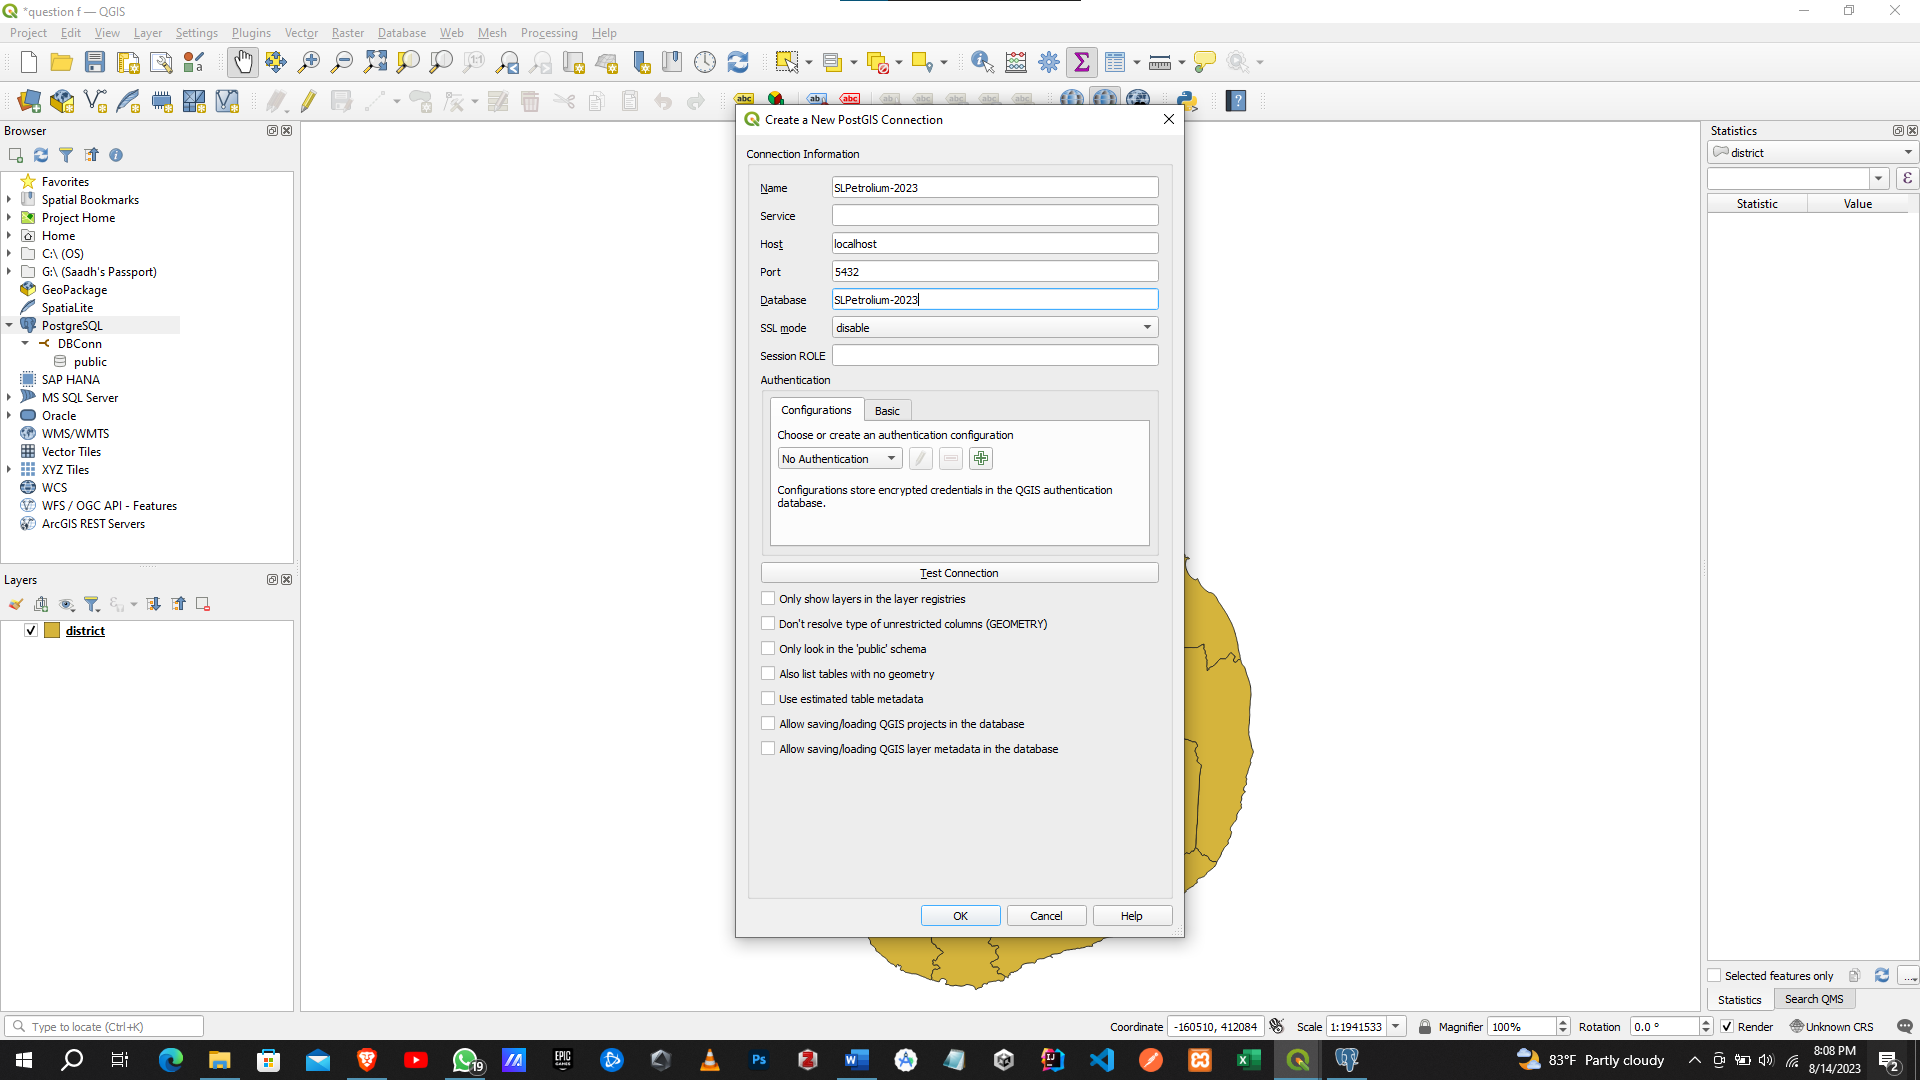 *question f — QGIS
Project Edit View Layer Settings Plugins Vector Raster Database Web Mesh Processing Help
Browser
Favorites
Spatial Bookmarks
Project Home
Home
C:\ (OS)
G:\ (Saadh's Passport)
GeoPackage
SpatiaLite
PostgreSQL
DBConn
public
SAP HANA
MS SQL Server
Oracle
WMS/WMTS
Vector Tiles
XYZ Tiles
WCS
WFS / OGC API - Features
ArcGIS REST Servers
Layers
district
Create a New PostGIS Connection
Connection Information
Name SLPetrolium-2023
Service
Host localhost
Port 5432
Database SLPetrolium-2023
SSL mode disable
Session ROLE
Authentication
Configurations Basic
Choose or create an authentication configuration
No Authentication
Configurations store encrypted credentials in the QGIS authentication
database.
Test Connection
Only show layers in the layer registries
Don't resolve type of unrestricted columns (GEOMETRY)
Only look in the 'public' schema
Also list tables with no geometry
Use estimated table metadata
Allow saving/loading QGIS projects in the database
Allow saving/loading QGIS layer metadata in the database
OK Cancel Help
Statistics
district
ε
Statistic Value
Selected features only
...
Statistics Search QMS
Type to locate (Ctrl+K)
Coordinate -160510, 412084 Scale 1:1941533 Magnifier 100% Rotation 0.0 ° Render Unknown CRS
19
EPIC GAMES
Ps
W
83°F Partly cloudy
8:08 PM
8/14/2023
2